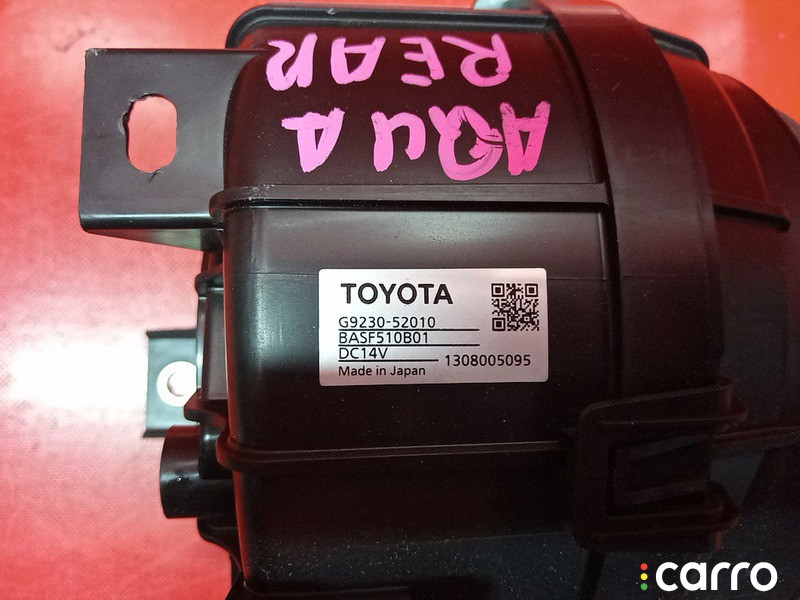 AQUA
REAR
TOYOTA
G9230-52010
BASF510B01
DC14V
1308005095
Made in Japan
carro